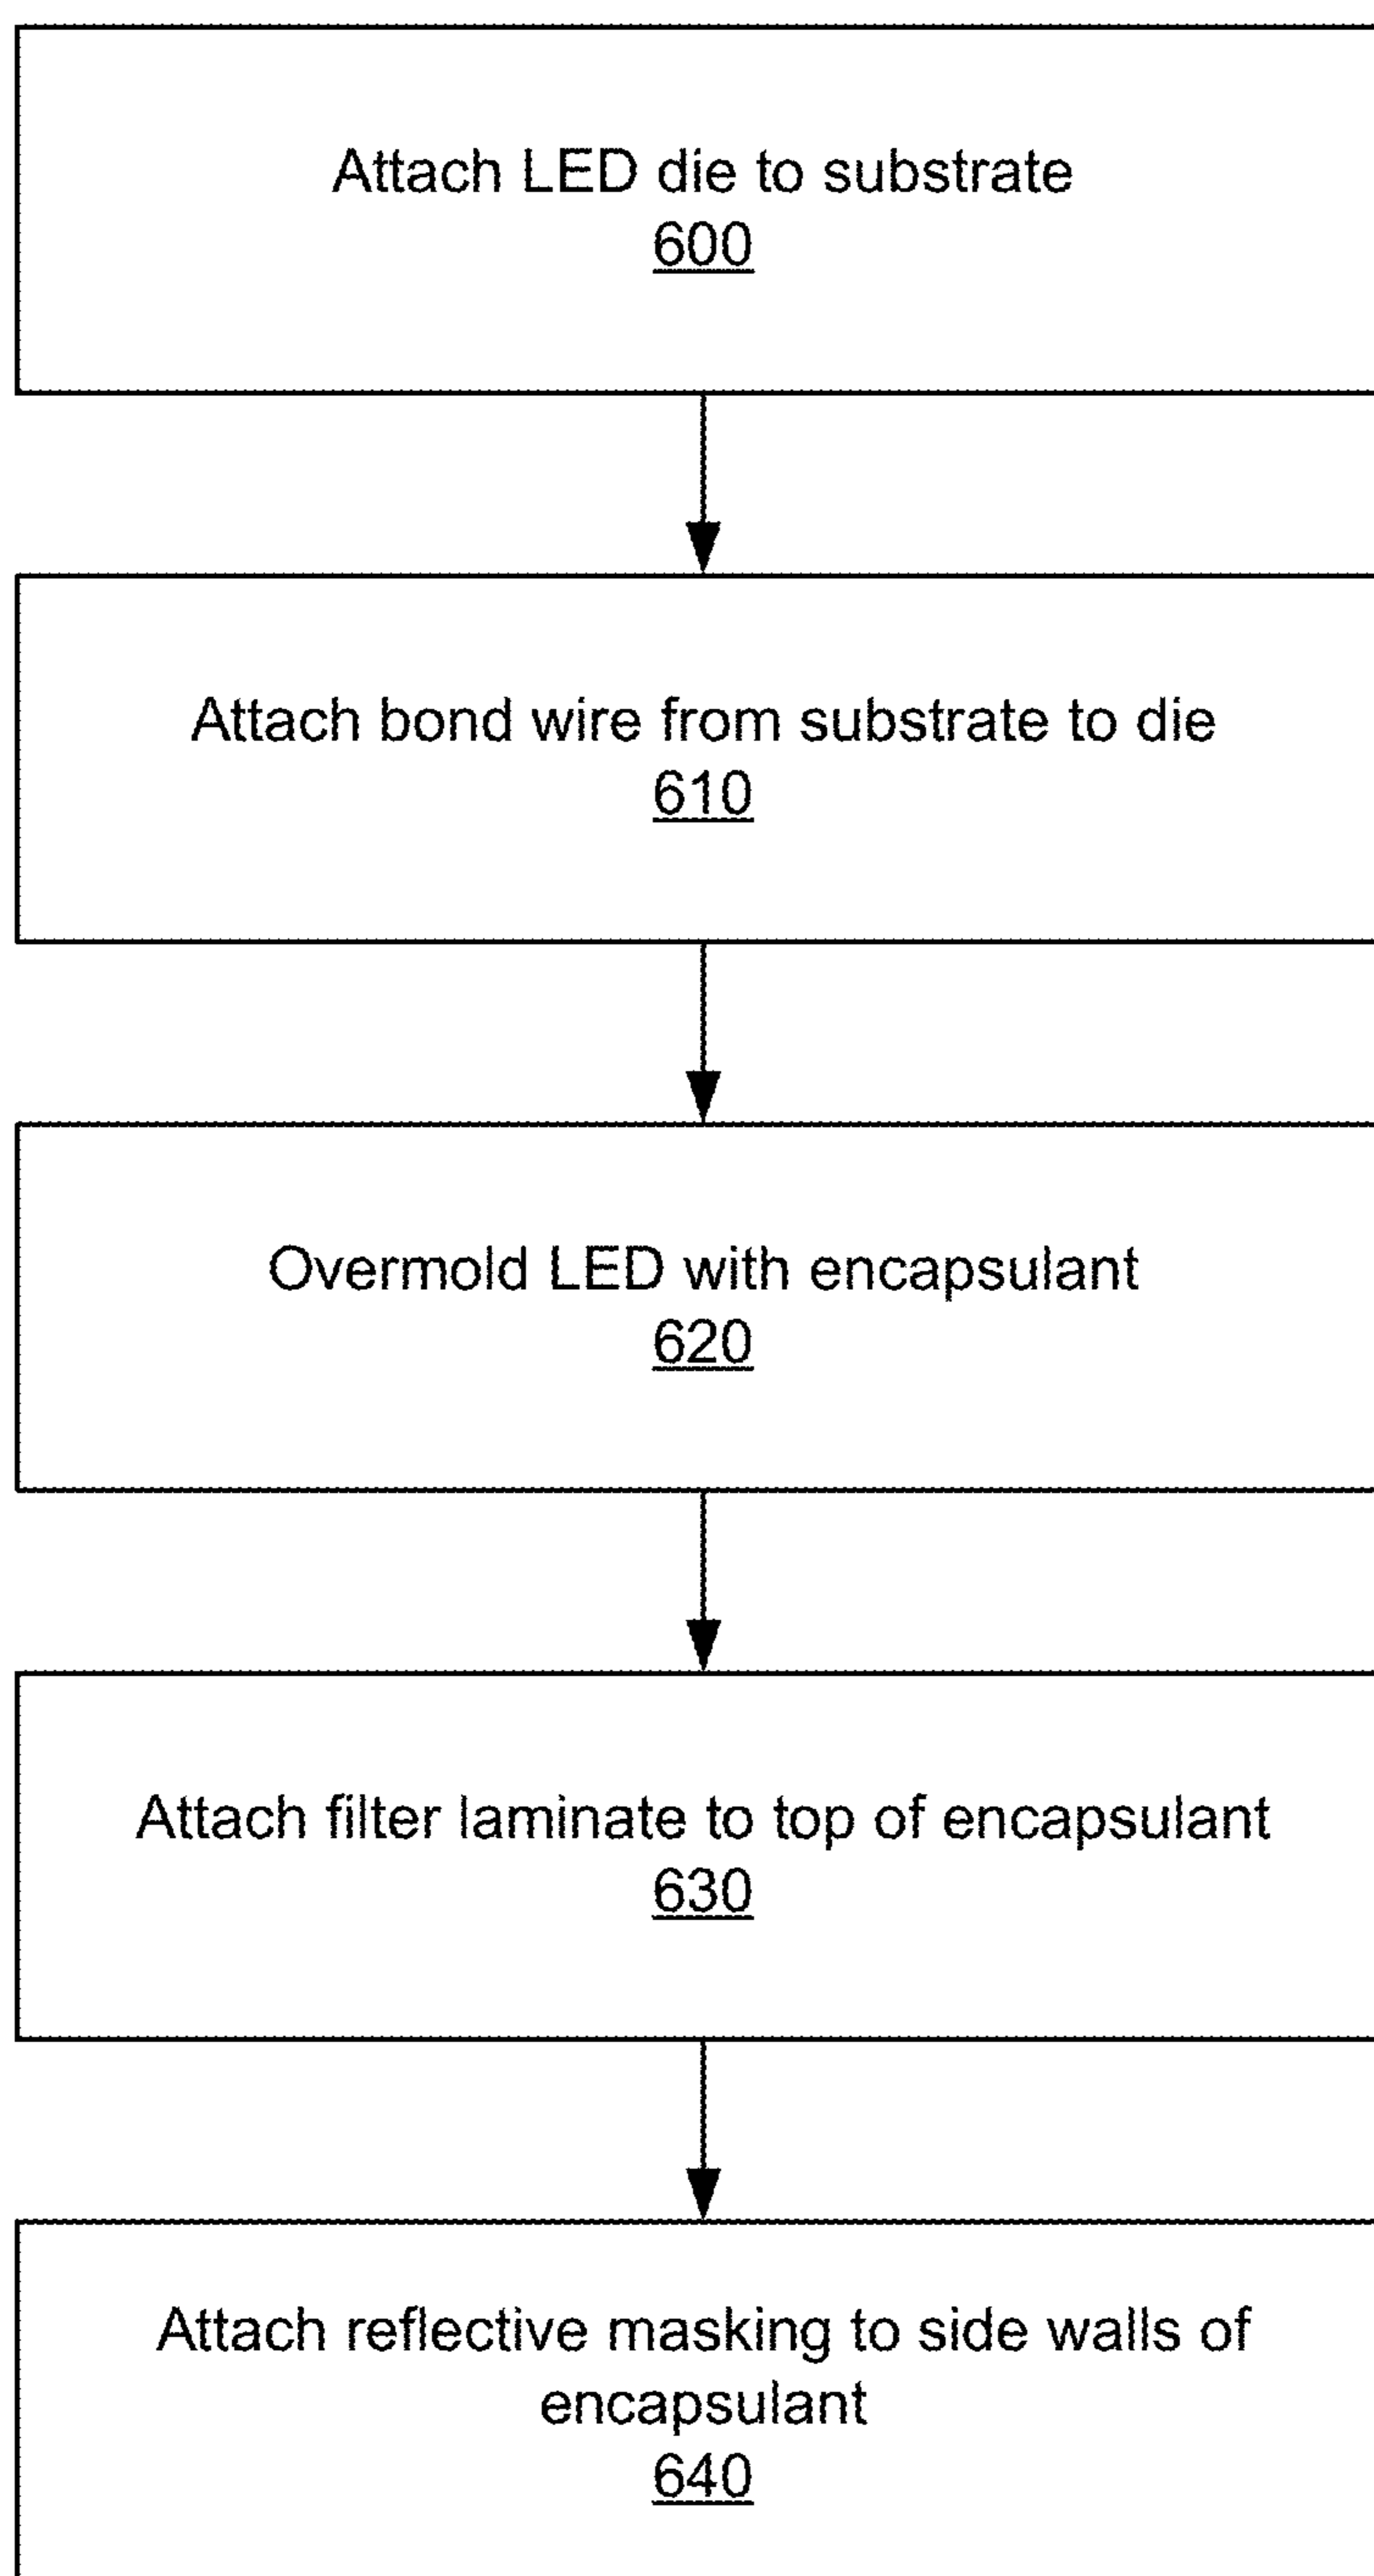 Attach LED die to substrate
600
Attach bond wire from substrate to die
610
Overmold LED with encapsulant
620
Attach filter laminate to top of encapsulant
630
Attach reflective masking to side walls of
encapsulant
640